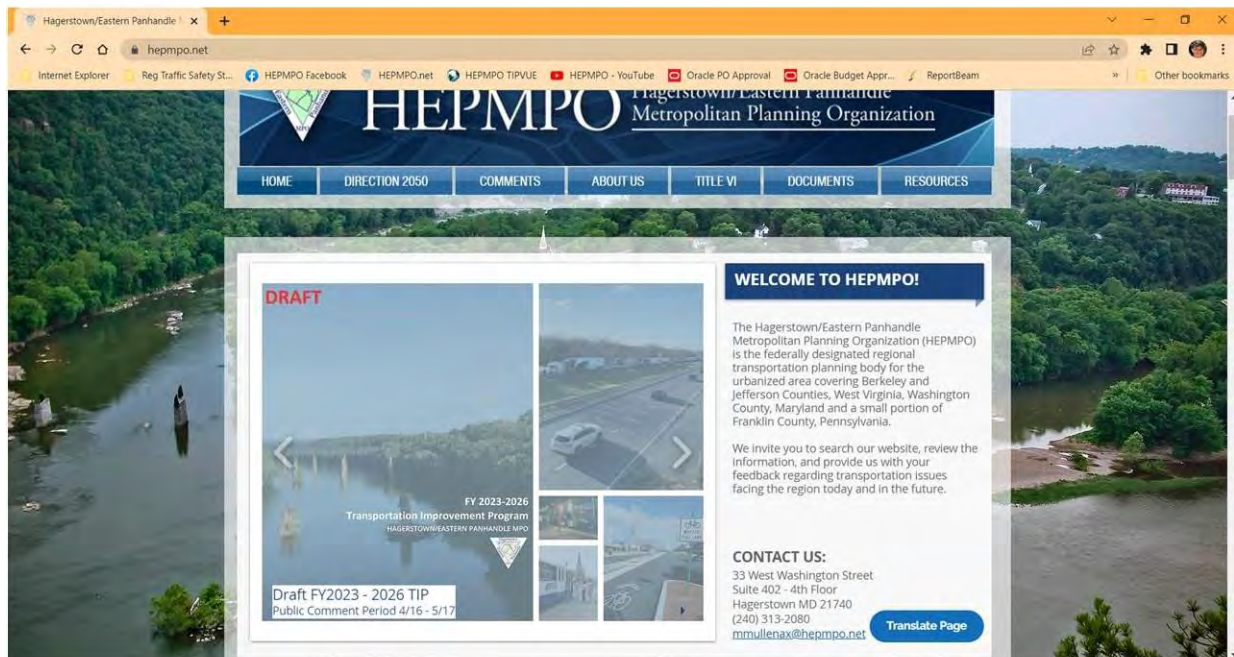 Hagerstown/Eastern Panhandle
hepmpo.net
Internet Explorer
Reg Traffic Safety St...
HEPMPO Facebook
HEPMPO.net
HEPMPO TIPVUE
HEPMPO - YouTube
Oracle PO Approval
Oracle Budget Appr...
ReportBeam
Other bookmarks
MPO
HEPMPO
Hagerstown/Eastern Panhandle
Metropolitan Planning Organization
HOME
DIRECTION 2050
COMMENTS
ABOUT US
TITLE VI
DOCUMENTS
RESOURCES
DRAFT
FY 2023-2026
Transportation Improvement Program
HAGERSTOWN/EASTERN PANHANDLE MPO
Draft FY2023 - 2026 TIP
Public Comment Period 4/16 - 5/17
WELCOME TO HEPMPO!
The Hagerstown/Eastern Panhandle
Metropolitan Planning Organization (HEPMPO)
is the federally designated regional
transportation planning body for the
urbanized area covering Berkeley and
Jefferson Counties, West Virginia, Washington
County, Maryland and a small portion of
Franklin County, Pennsylvania.
We invite you to search our website, review the
information, and provide us with your
feedback regarding transportation issues
facing the region today and in the future.
CONTACT US:
33 West Washington Street
Suite 402 - 4th Floor
Hagerstown MD 21740
(240) 313-2080
mmullenax@hepmpo.net
Translate Page